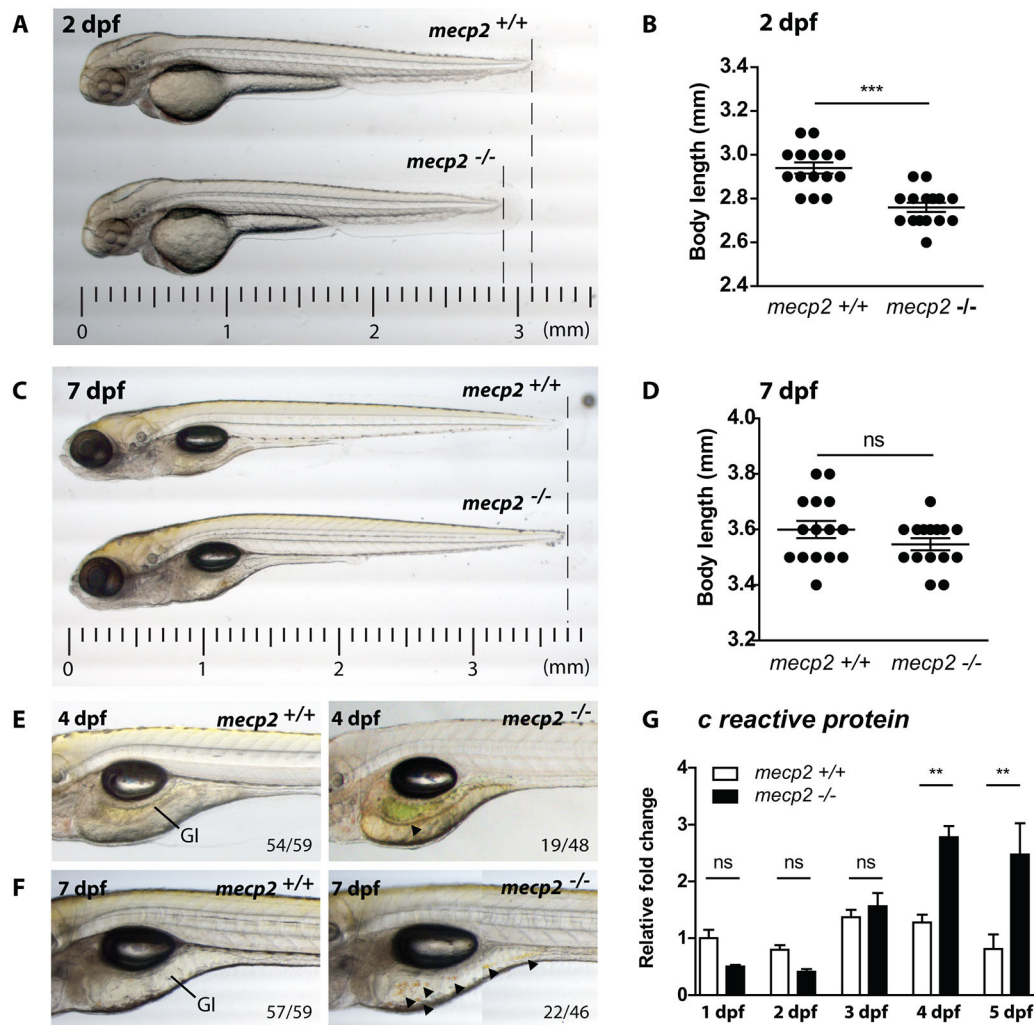 A 2 dpf mecp2 +/+
mecp2 -/-
0 1 2 3 (mm)
B 2 dpf
***
Body length (mm)
3.4
3.2
3.0
2.8
2.6
2.4
mecp2 +/+ mecp2 -/-
C 7 dpf mecp2 +/+
mecp2 -/-
0 1 2 3 (mm)
D 7 dpf
ns
Body length (mm)
4.0
3.8
3.6
3.4
3.2
mecp2 +/+ mecp2 -/-
E 4 dpf mecp2 +/+
GI
54/59
4 dpf mecp2 -/-
19/48
F 7 dpf mecp2 +/+
GI
57/59
7 dpf mecp2 -/-
22/46
G c reactive protein
mecp2 +/+
mecp2 -/-
Relative fold change
4
3
2
1
0
ns ns ns ** **
1 dpf 2 dpf 3 dpf 4 dpf 5 dpf